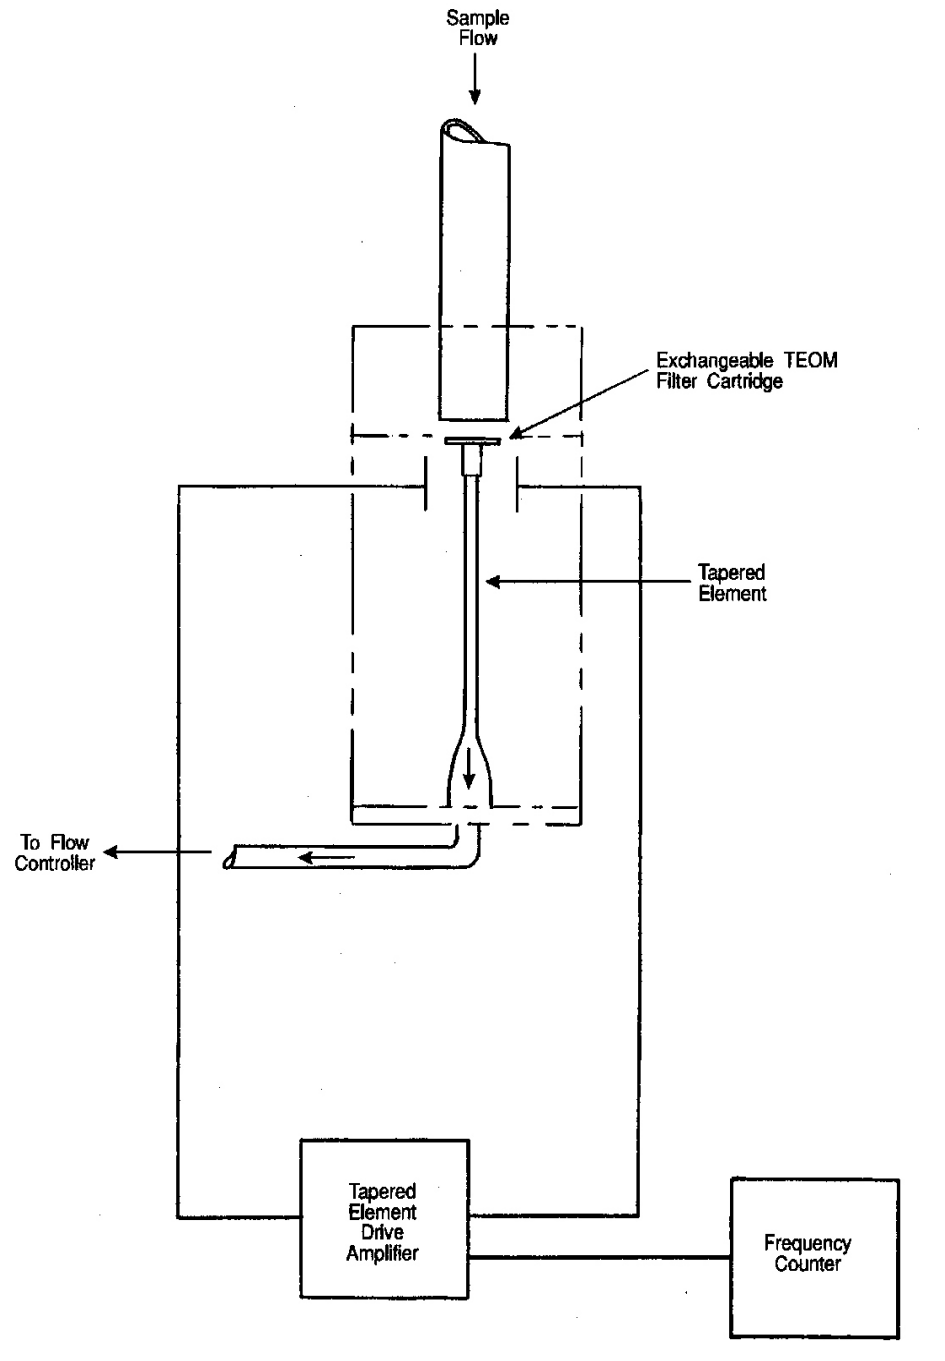 Sample
Flow
Exchangeable TEOM
Filter Cartridge
Tapered
Element
To Flow
Controller
Tapered
Element
Drive
Amplifier
Frequency
Counter